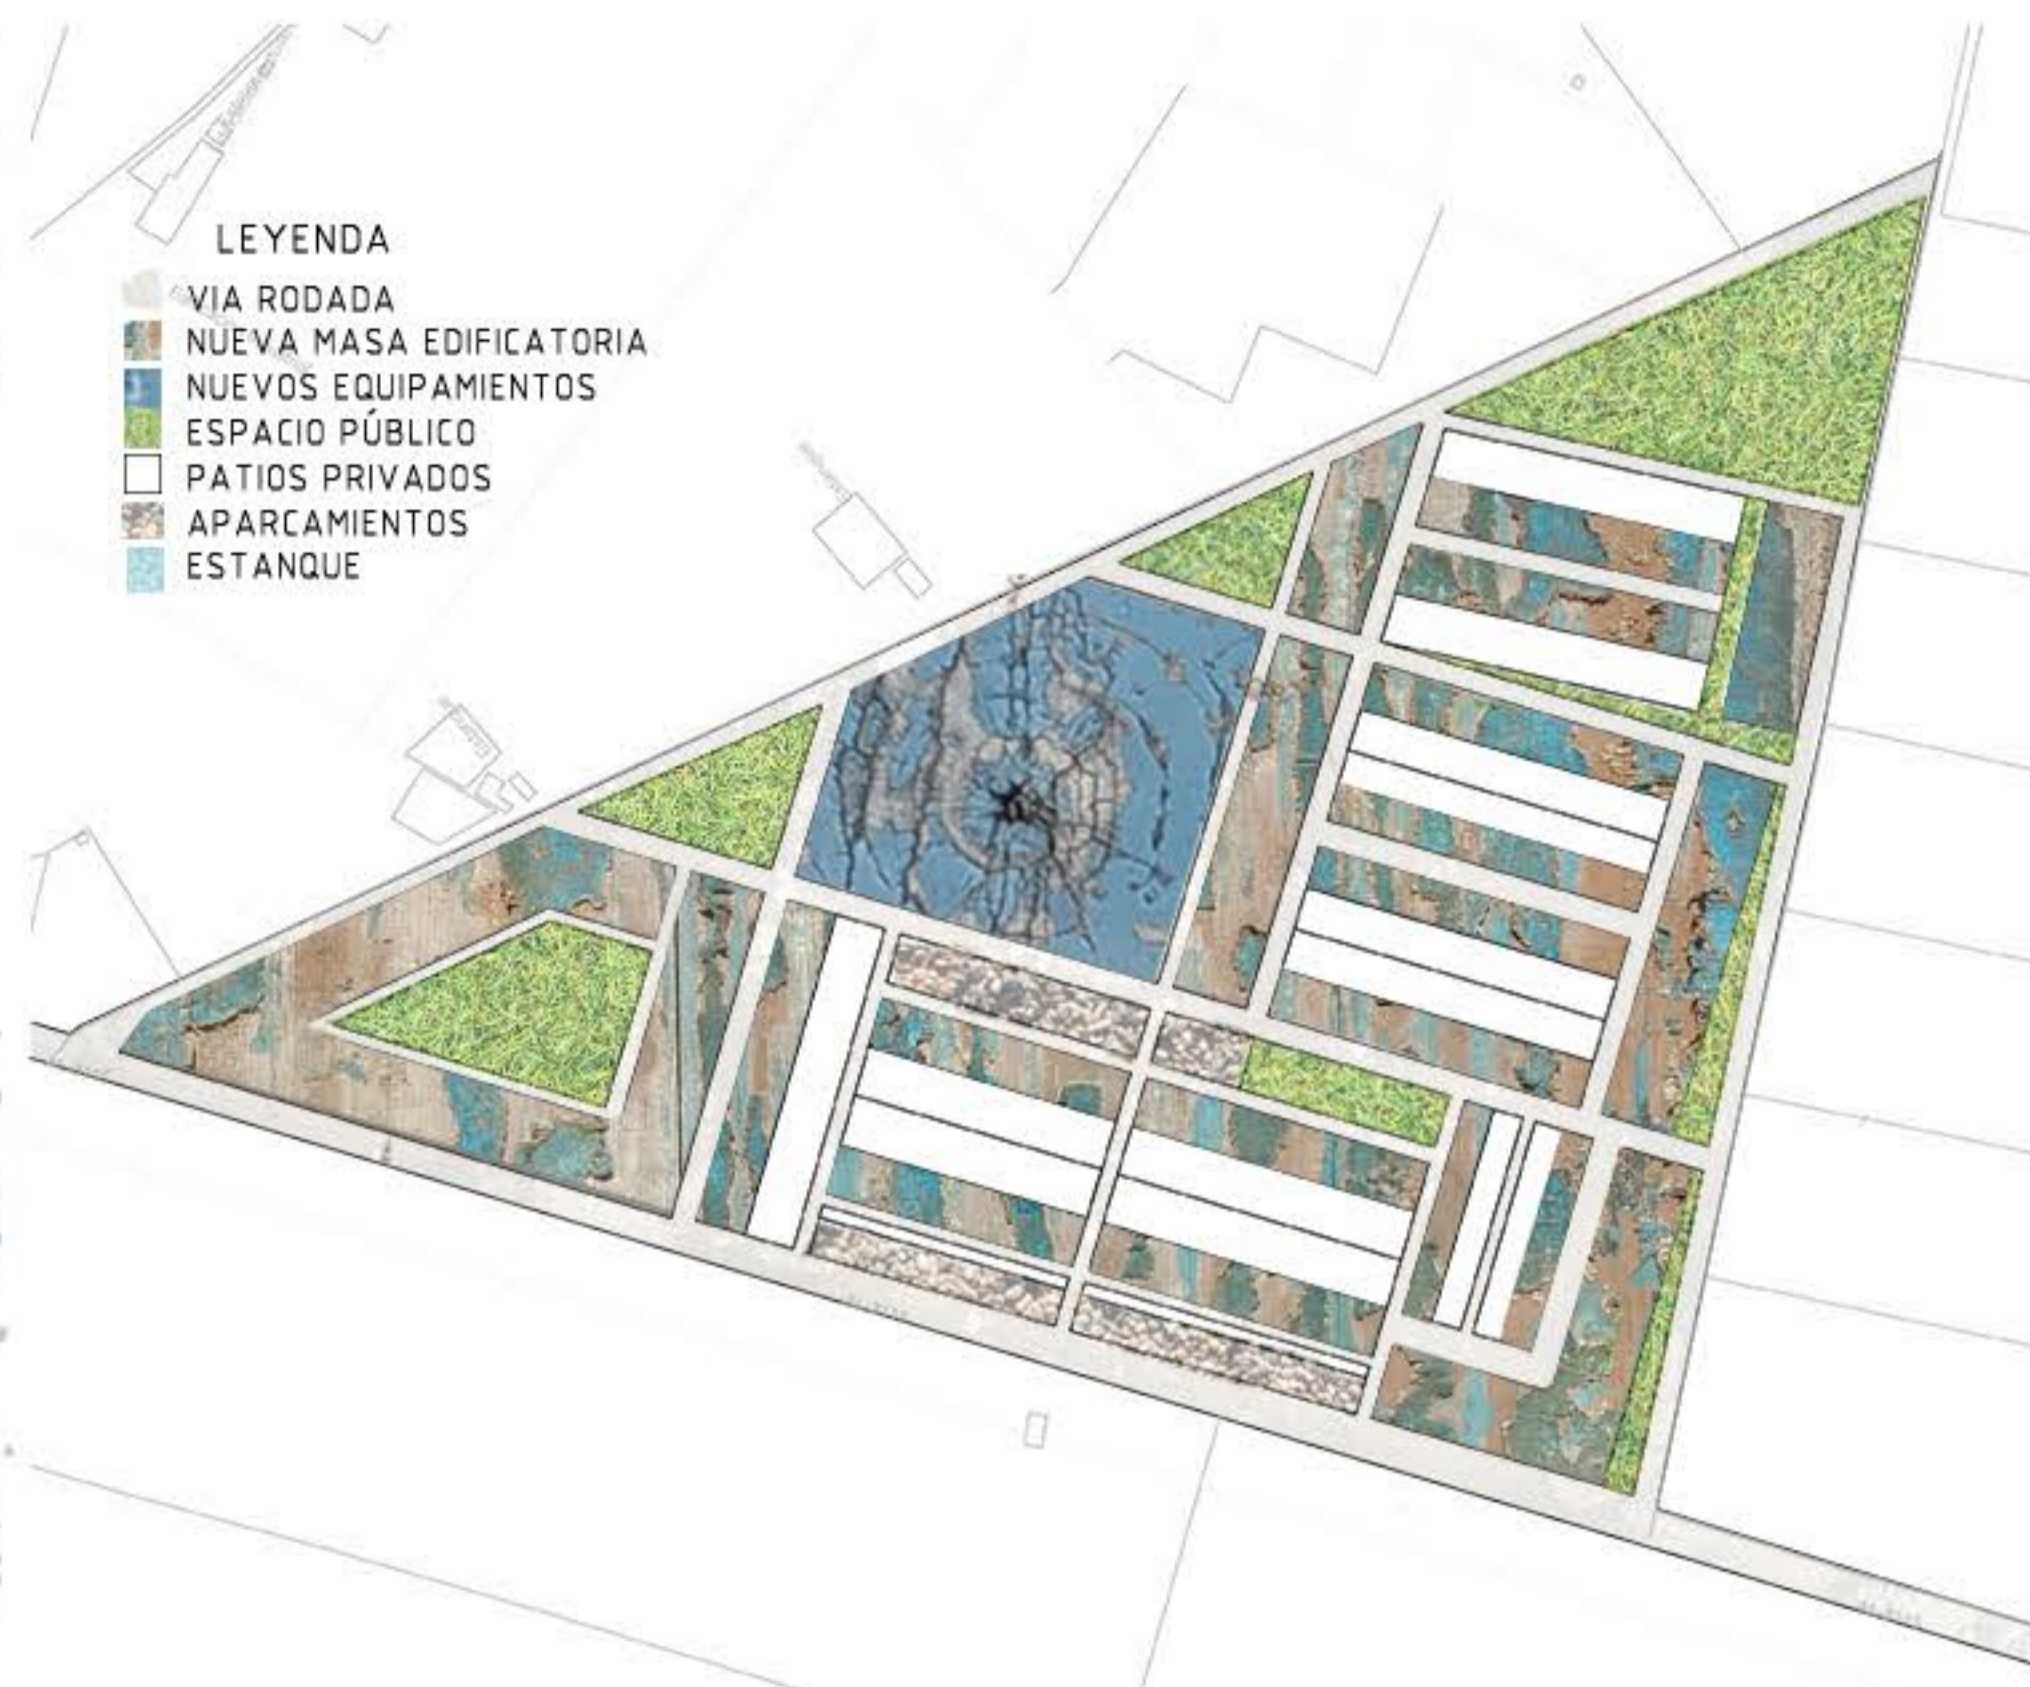 LEYENDA
VIA RODADA
NUEVA MASA EDIFICATORIA
NUEVOS EQUIPAMIENTOS
ESPACIO PÚBLICO
PATIOS PRIVADOS
APARCAMIENTOS
ESTANQUE